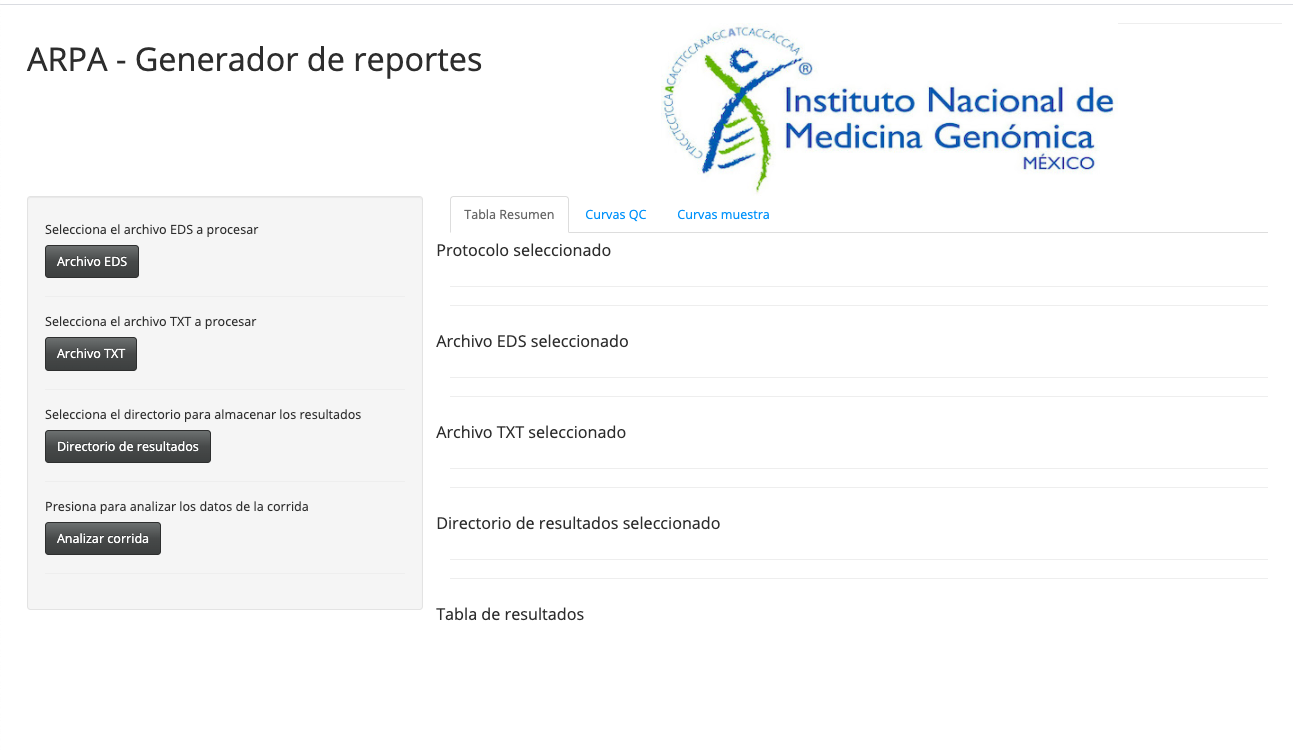 ARPA - Generador de reportes
CTACCTCCTCCAACACTTCCAAAGCATCACCACCAA
®
Instituto Nacional de
Medicina Genómica
MÉXICO
Selecciona el archivo EDS a procesar
Archivo EDS
Selecciona el archivo TXT a procesar
Archivo TXT
Selecciona el directorio para almacenar los resultados
Directorio de resultados
Presiona para analizar los datos de la corrida
Analizar corrida
Tabla Resumen
Curvas QC
Curvas muestra
Protocolo seleccionado
Archivo EDS seleccionado
Archivo TXT seleccionado
Directorio de resultados seleccionado
Tabla de resultados